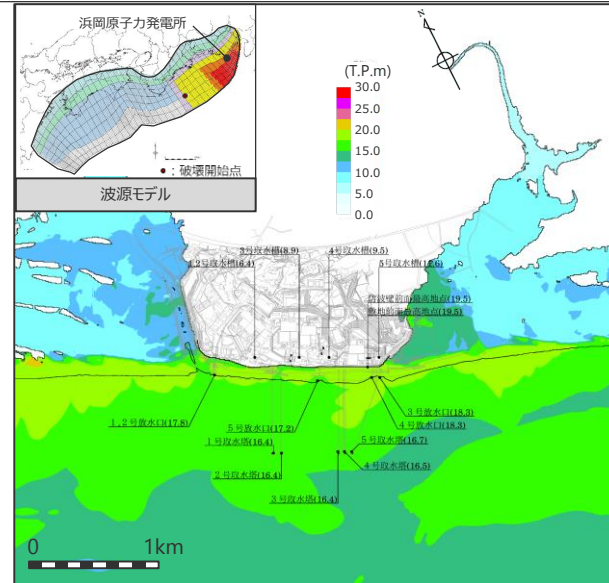 浜岡原子力発電所
N
(T.P.m)
30.0
25.0
20.0
15.0
10.0
5.0
0.0
●：破壊開始点
波源モデル
3号取水槽(8.9)
4号取水槽(9.5)
1,2号取水槽(6.4)
5号取水槽(11.6)
防波壁前面最高地点(19.5)
敷地前面最高地点(19.5)
1,2号放水口(17.8)
5号放水口(17.2)
3号放水口(18.3)
4号放水口(18.3)
1号取水塔(16.4)
5号取水塔(16.7)
2号取水塔(16.4)
4号取水塔(16.5)
3号取水塔(16.4)
0 1km